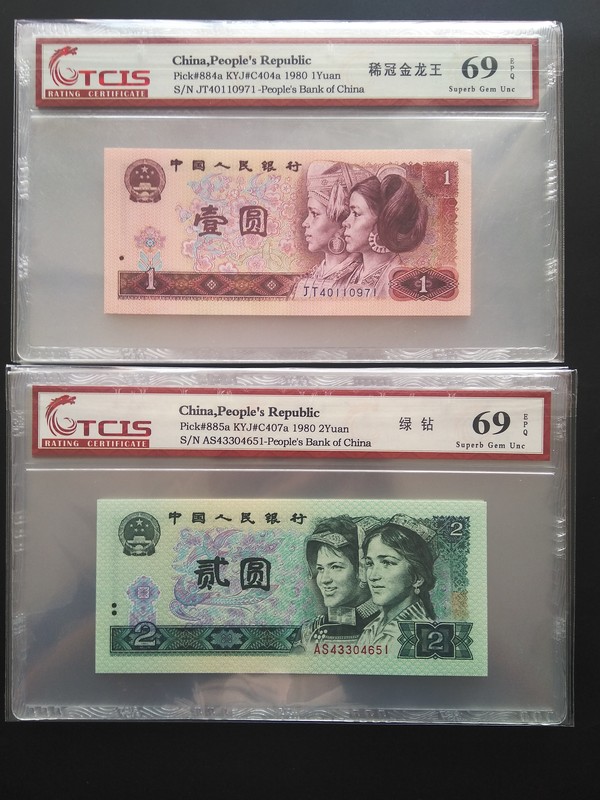 TCIS
RATING CERTIFICATE
China,People's Republic
Pick#884a KYJ#C404a 1980 1Yuan
S/N JT40110971-People's Bank of China
稀冠金龙王
69
EPQ
Superb Gem Unc
中国人民银行
壹圆
1
1
1
JT40110971
TCIS
RATING CERTIFICATE
China,People's Republic
Pick#885a KYJ#C407a 1980 2Yuan
S/N AS43304651-People's Bank of China
绿钻
69
EPQ
Superb Gem Unc
中国人民银行
贰圆
2
2
2
AS43304651